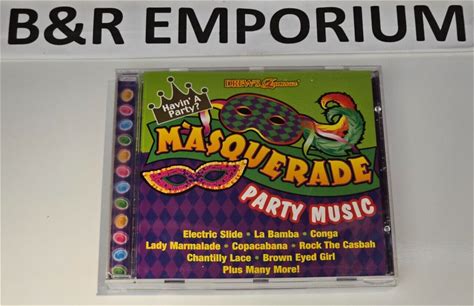 B&R EMPORIUM
DREW'S Famous
Havin' A
Party?
MASQUERADE
PARTY MUSIC
Electric Slide • La Bamba • Conga
Lady Marmalade • Copacabana • Rock The Casbah
Chantilly Lace • Brown Eyed Girl
Plus Many More!